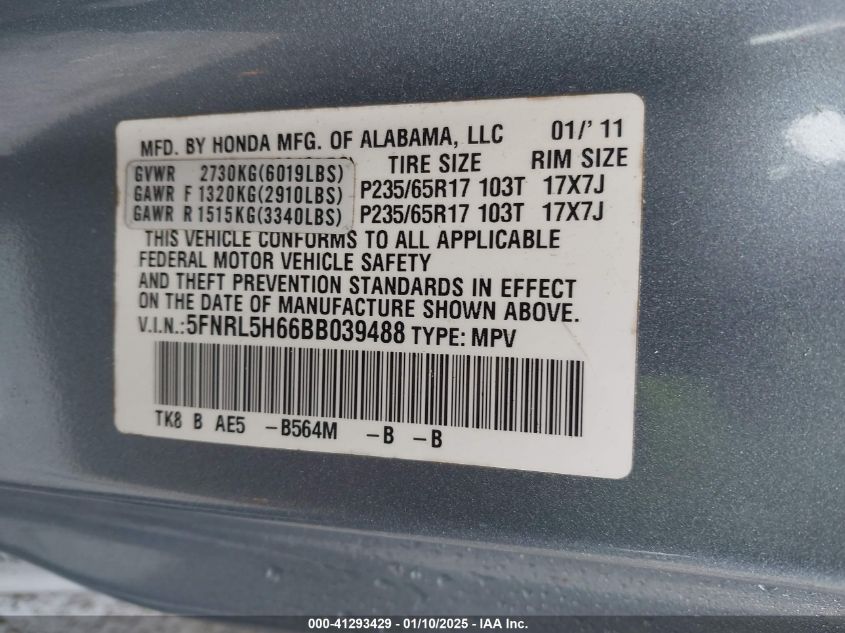 MFD. BY HONDA MFG. OF ALABAMA, LLC 01/' 11
GVWR 2730KG(6019LBS) TIRE SIZE RIM SIZE
GAWR F 1320KG(2910LBS) P235/65R17 103T 17X7J
GAWR R 1515KG(3340LBS) P235/65R17 103T 17X7J
THIS VEHICLE CONFORMS TO ALL APPLICABLE
FEDERAL MOTOR VEHICLE SAFETY
AND THEFT PREVENTION STANDARDS IN EFFECT
ON THE DATE OF MANUFACTURE SHOWN ABOVE.
V.I.N.:5FNRL5H66BB039488 TYPE: MPV
TK8 B AE5 -B564M -B -B
000-41293429 - 01/10/2025 - IAA Inc.